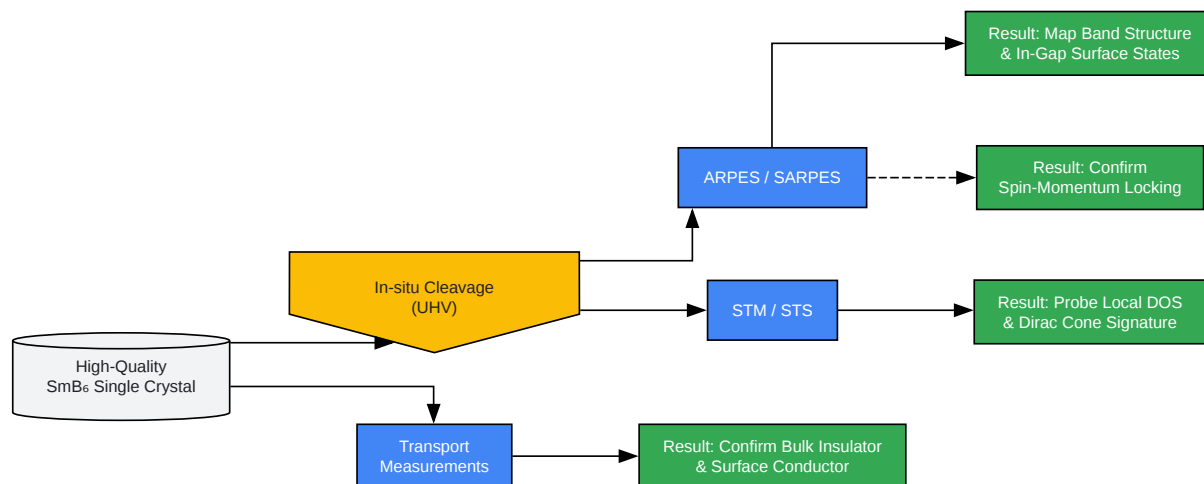 Result: Map Band Structure
& In-Gap Surface States
ARPES / SARPES
Result: Confirm
Spin-Momentum Locking
In-situ Cleavage
(UHV)
STM / STS
Result: Probe Local DOS
& Dirac Cone Signature
High-Quality
SmB₆ Single Crystal
Transport
Measurements
Result: Confirm Bulk Insulator
& Surface Conductor